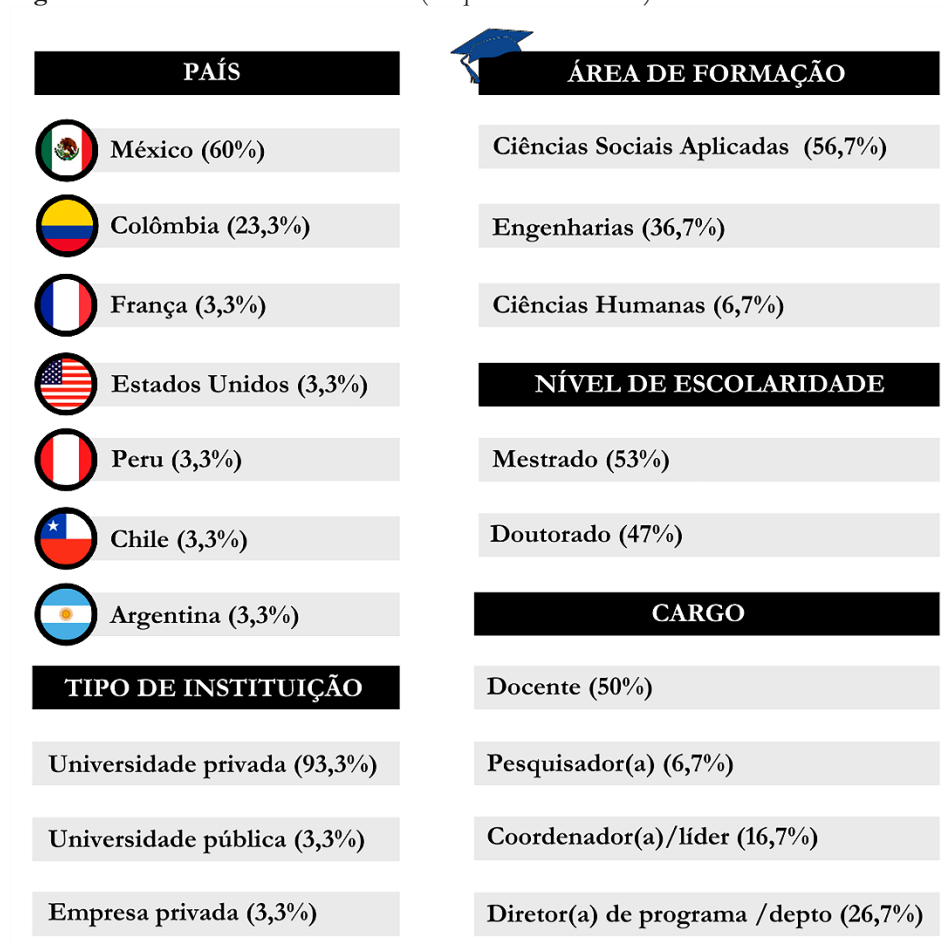 PAÍS
México (60%)
Colômbia (23,3%)
França (3,3%)
Estados Unidos (3,3%)
Peru (3,3%)
Chile (3,3%)
Argentina (3,3%)
TIPO DE INSTITUIÇÃO
Universidade privada (93,3%)
Universidade pública (3,3%)
Empresa privada (3,3%)
ÁREA DE FORMAÇÃO
Ciências Sociais Aplicadas (56,7%)
Engenharias (36,7%)
Ciências Humanas (6,7%)
NÍVEL DE ESCOLARIDADE
Mestrado (53%)
Doutorado (47%)
CARGO
Docente (50%)
Pesquisador(a) (6,7%)
Coordenador(a)/líder (16,7%)
Diretor(a) de programa /depto (26,7%)